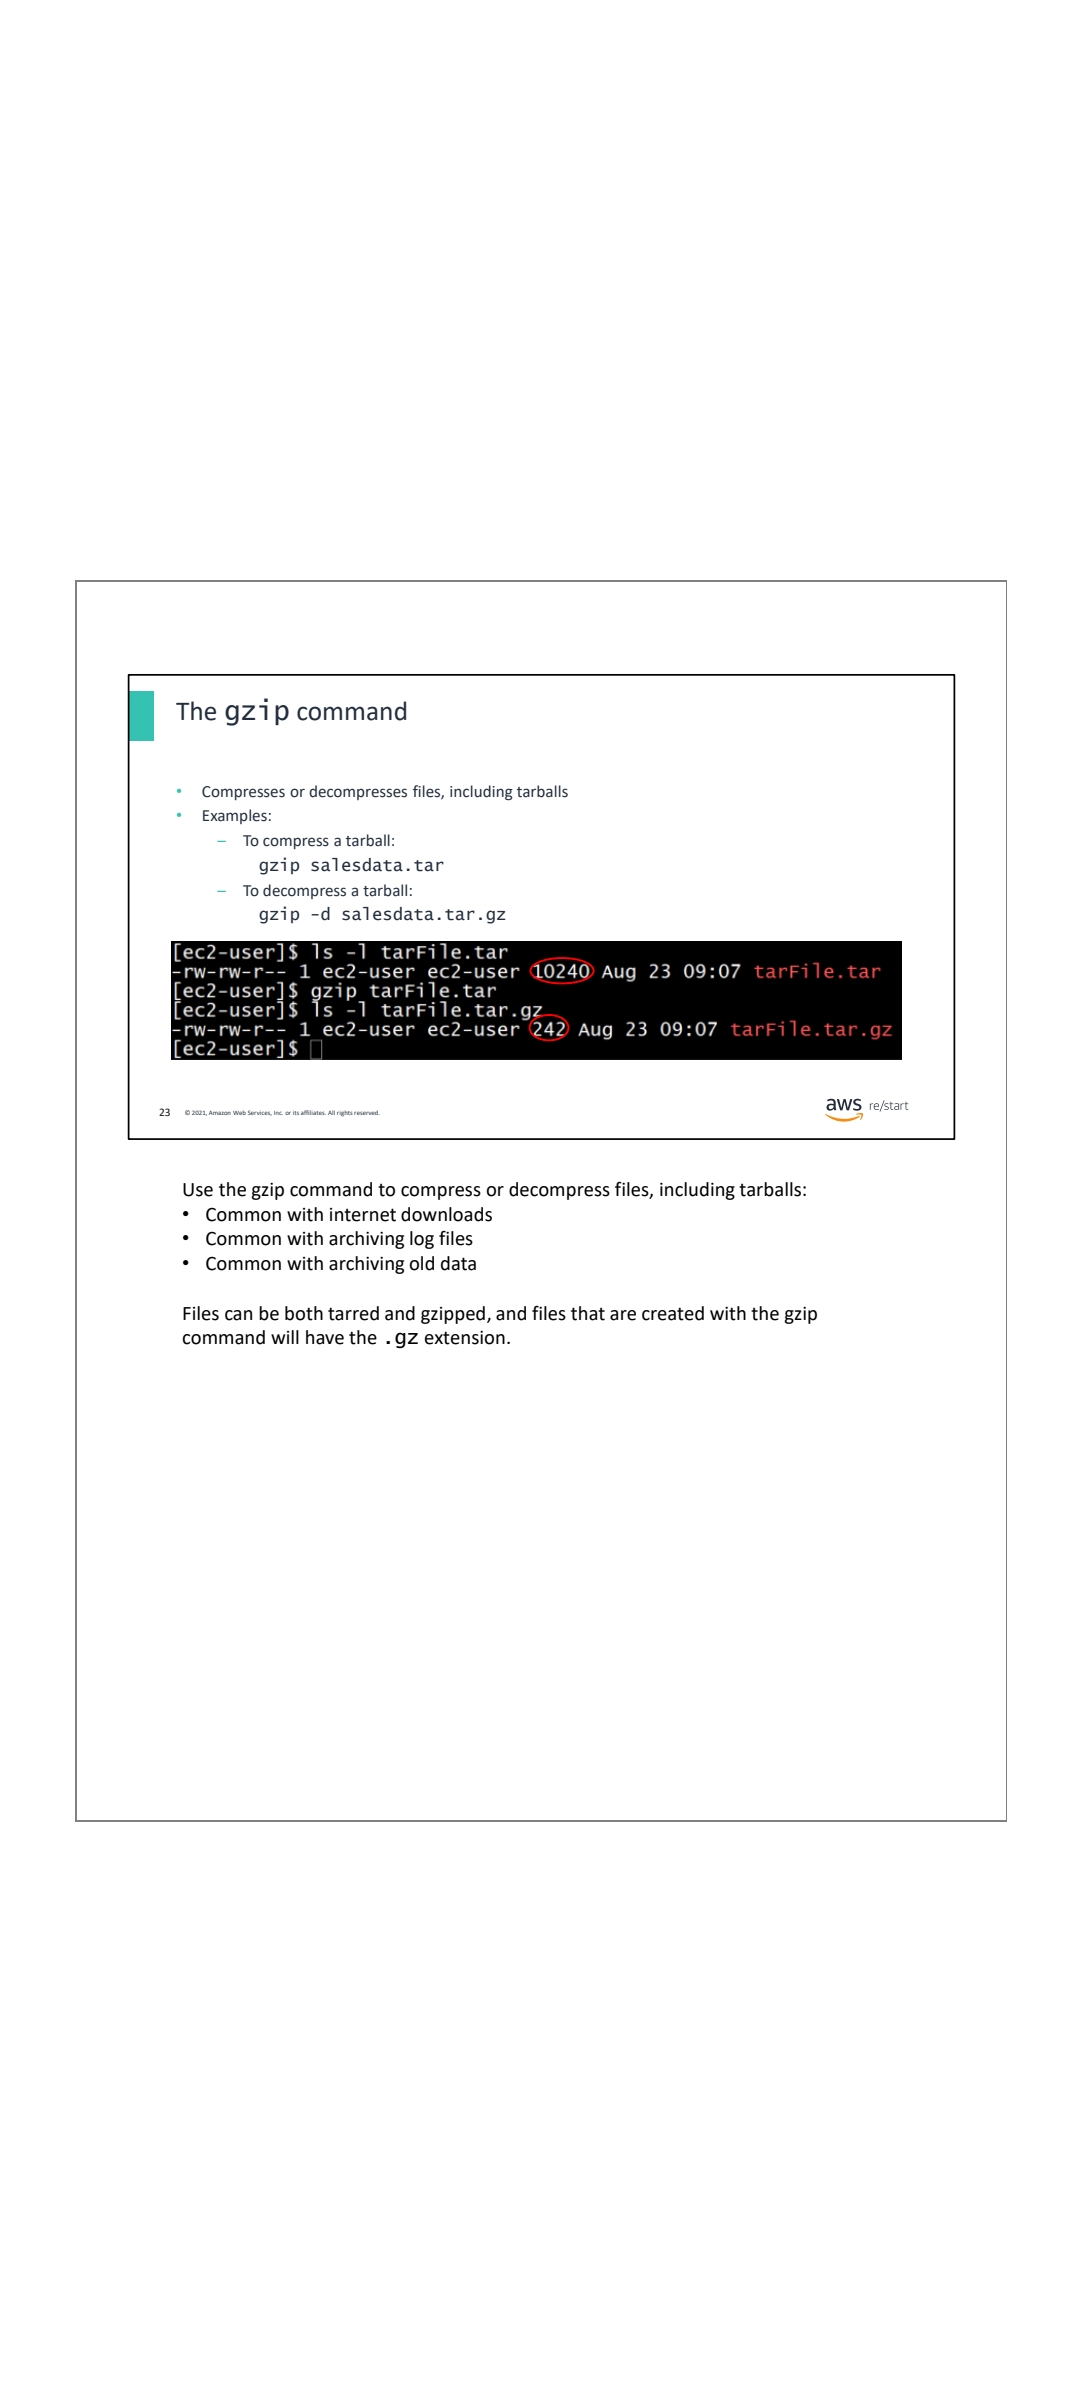 The gzip command
• Compresses or decompresses files, including tarballs
• Examples:
– To compress a tarball:
gzip salesdata.tar
– To decompress a tarball:
gzip -d salesdata.tar.gz
[ec2-user]$ ls -l tarFile.tar
-rw-rw-r-- 1 ec2-user ec2-user 10240 Aug 23 09:07 tarFile.tar
[ec2-user]$ gzip tarFile.tar
[ec2-user]$ ls -l tarFile.tar.gz
-rw-rw-r-- 1 ec2-user ec2-user 242 Aug 23 09:07 tarFile.tar.gz
[ec2-user]$
23 © 2021, Amazon Web Services, Inc. or its affiliates. All rights reserved.
aws re/start
Use the gzip command to compress or decompress files, including tarballs:
• Common with internet downloads
• Common with archiving log files
• Common with archiving old data
Files can be both tarred and gzipped, and files that are created with the gzip
command will have the .gz extension.